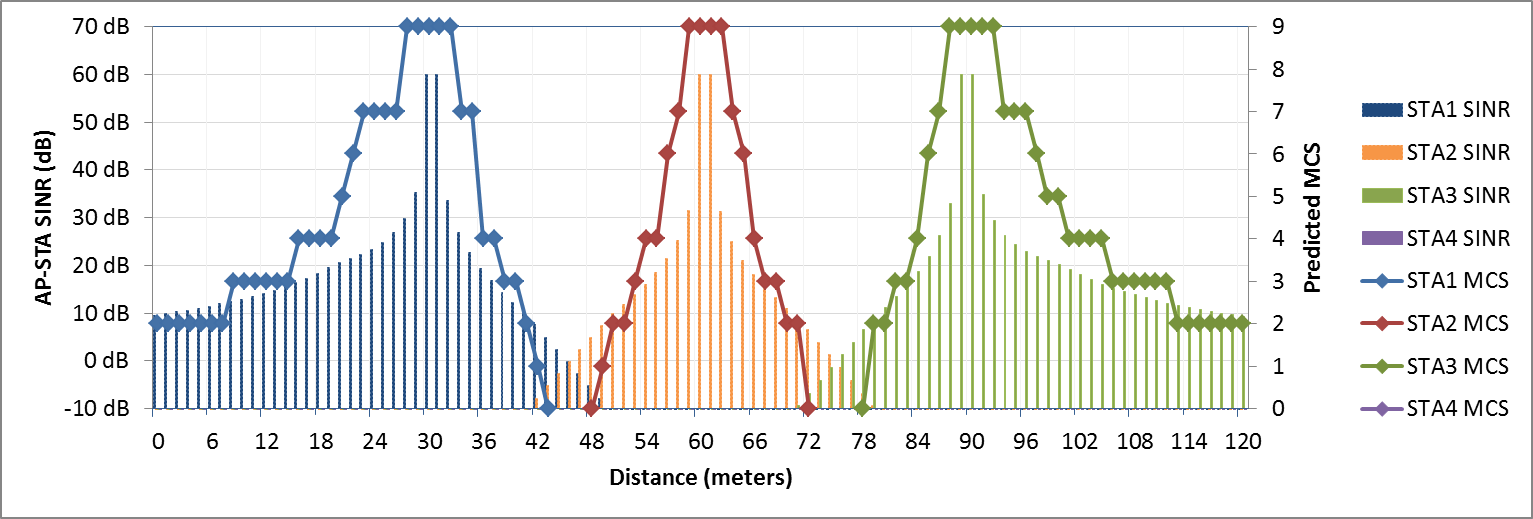 70 dB
60 dB
50 dB
40 dB
30 dB
20 dB
10 dB
0 dB
-10 dB
AP-STA SINR (dB)
0 6 12 18 24 30 36 42 48 54 60 66 72 78 84 90 96 102 108 114 120
Distance (meters)
9
8
7
6
5
4
3
2
1
0
Predicted MCS
STA1 SINR
STA2 SINR
STA3 SINR
STA4 SINR
STA1 MCS
STA2 MCS
STA3 MCS
STA4 MCS